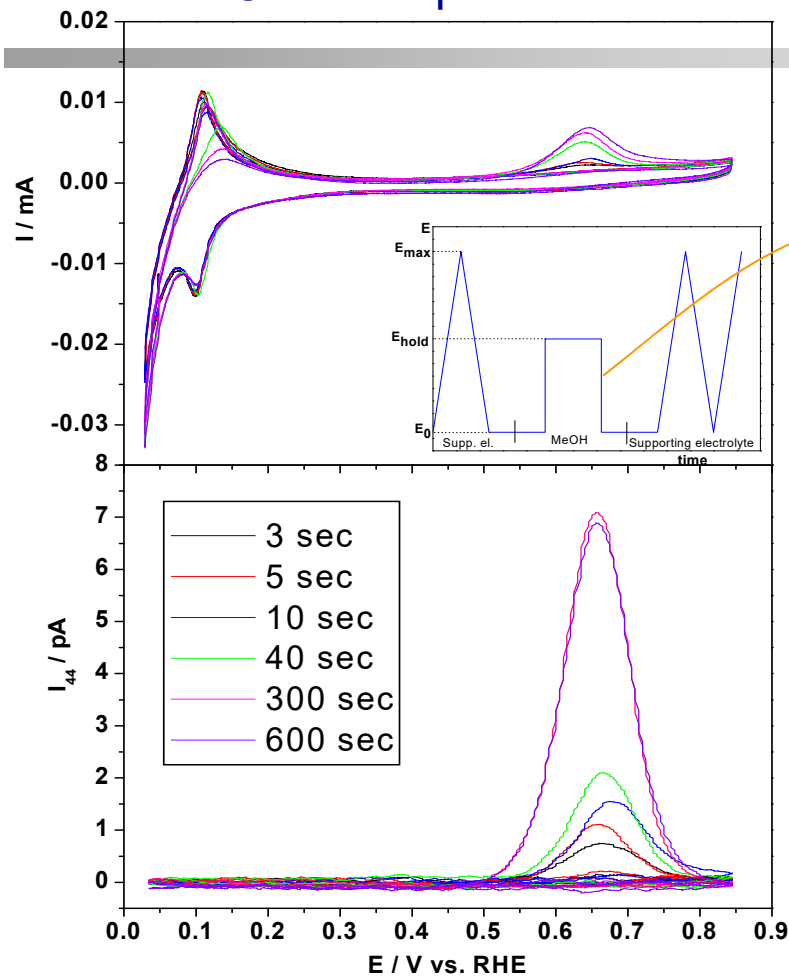 0.02
0.01
0.00
-0.01
-0.02
-0.03
I / mA
E
Emax
Ehold
E0
Supp. el.
MeOH
Supporting electrolyte
time
8
7
6
5
4
3
2
1
0
I44 / pA
3 sec
5 sec
10 sec
40 sec
300 sec
600 sec
0.0 0.1 0.2 0.3 0.4 0.5 0.6 0.7 0.8 0.9
E / V vs. RHE